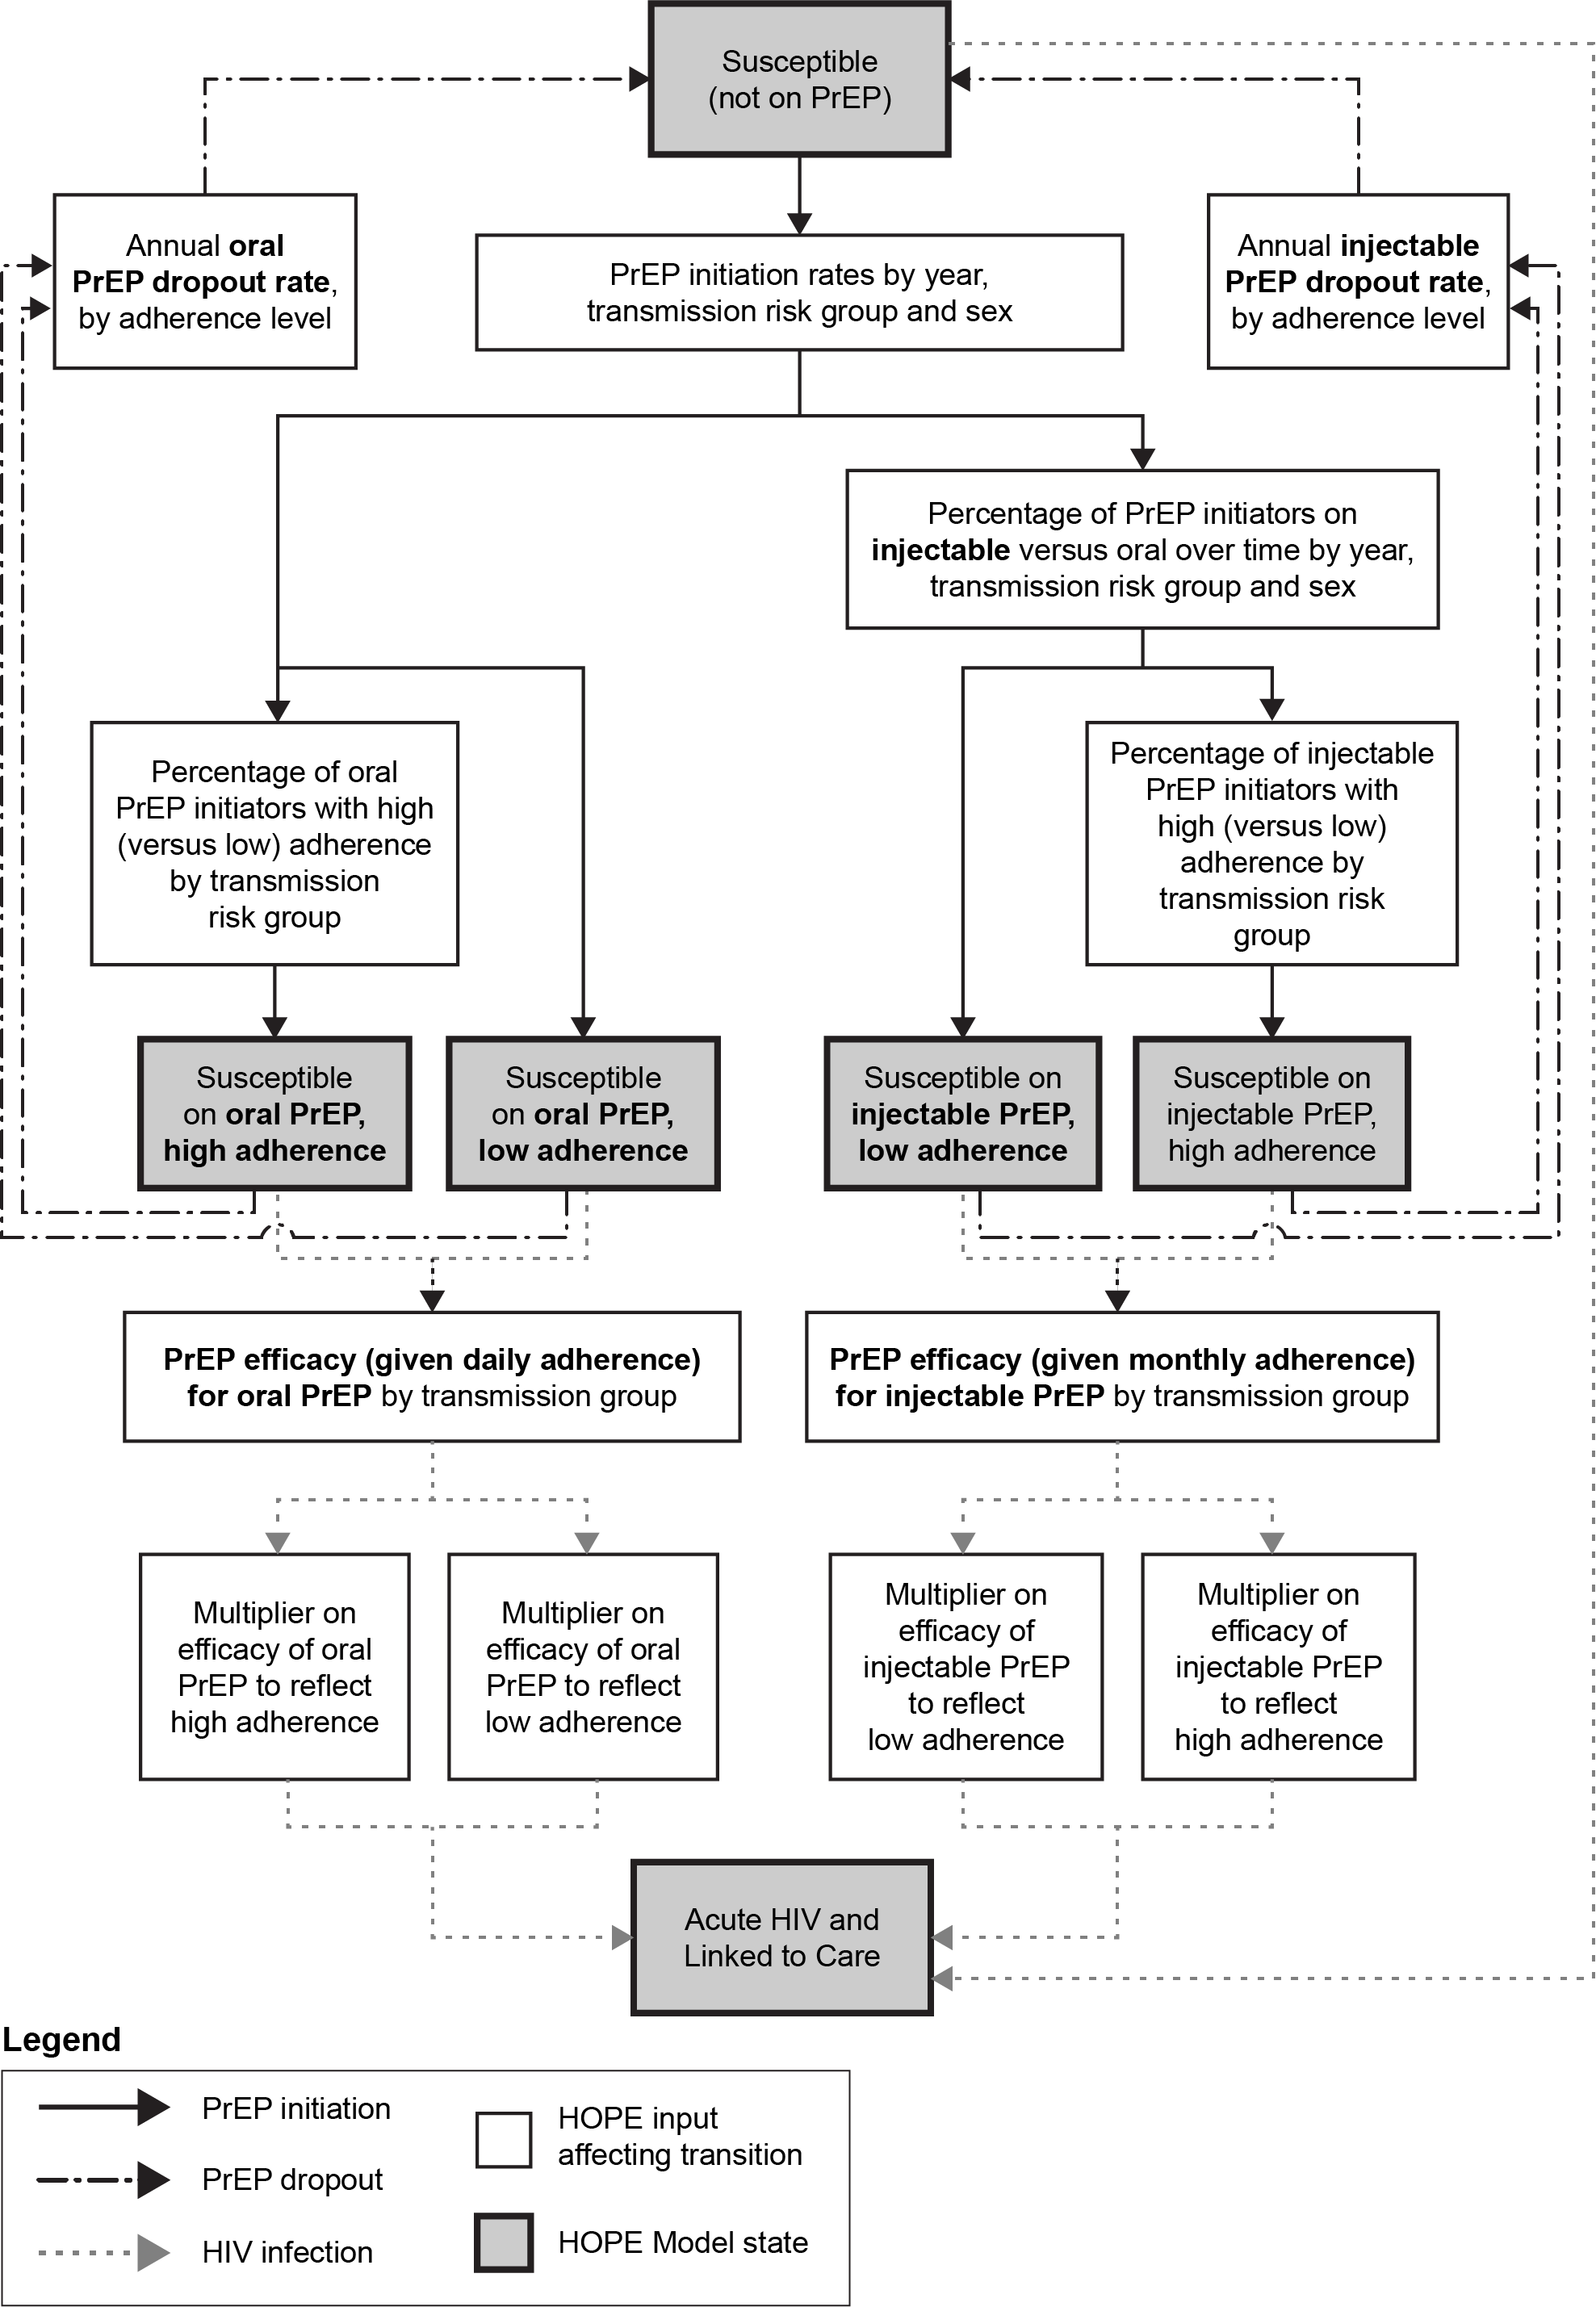 Susceptible
(not on PrEP)
Annual oral
PrEP dropout rate,
by adherence level
PrEP initiation rates by year,
transmission risk group and sex
Annual injectable
PrEP dropout rate,
by adherence level
Percentage of PrEP initiators on
injectable versus oral over time by year,
transmission risk group and sex
Percentage of oral
PrEP initiators with high
(versus low) adherence
by transmission
risk group
Percentage of injectable
PrEP initiators with
high (versus low)
adherence by
transmission risk
group
Susceptible
on oral PrEP,
high adherence
Susceptible
on oral PrEP,
low adherence
Susceptible on
injectable PrEP,
low adherence
Susceptible on
injectable PrEP,
high adherence
PrEP efficacy (given daily adherence)
for oral PrEP by transmission group
PrEP efficacy (given monthly adherence)
for injectable PrEP by transmission group
Multiplier on
efficacy of oral
PrEP to reflect
high adherence
Multiplier on
efficacy of oral
PrEP to reflect
low adherence
Multiplier on
efficacy of
injectable PrEP
to reflect
low adherence
Multiplier on
efficacy of
injectable PrEP
to reflect
high adherence
Acute HIV and
Linked to Care
Legend
PrEP initiation
PrEP dropout
HIV infection
HOPE input
affecting transition
HOPE Model state